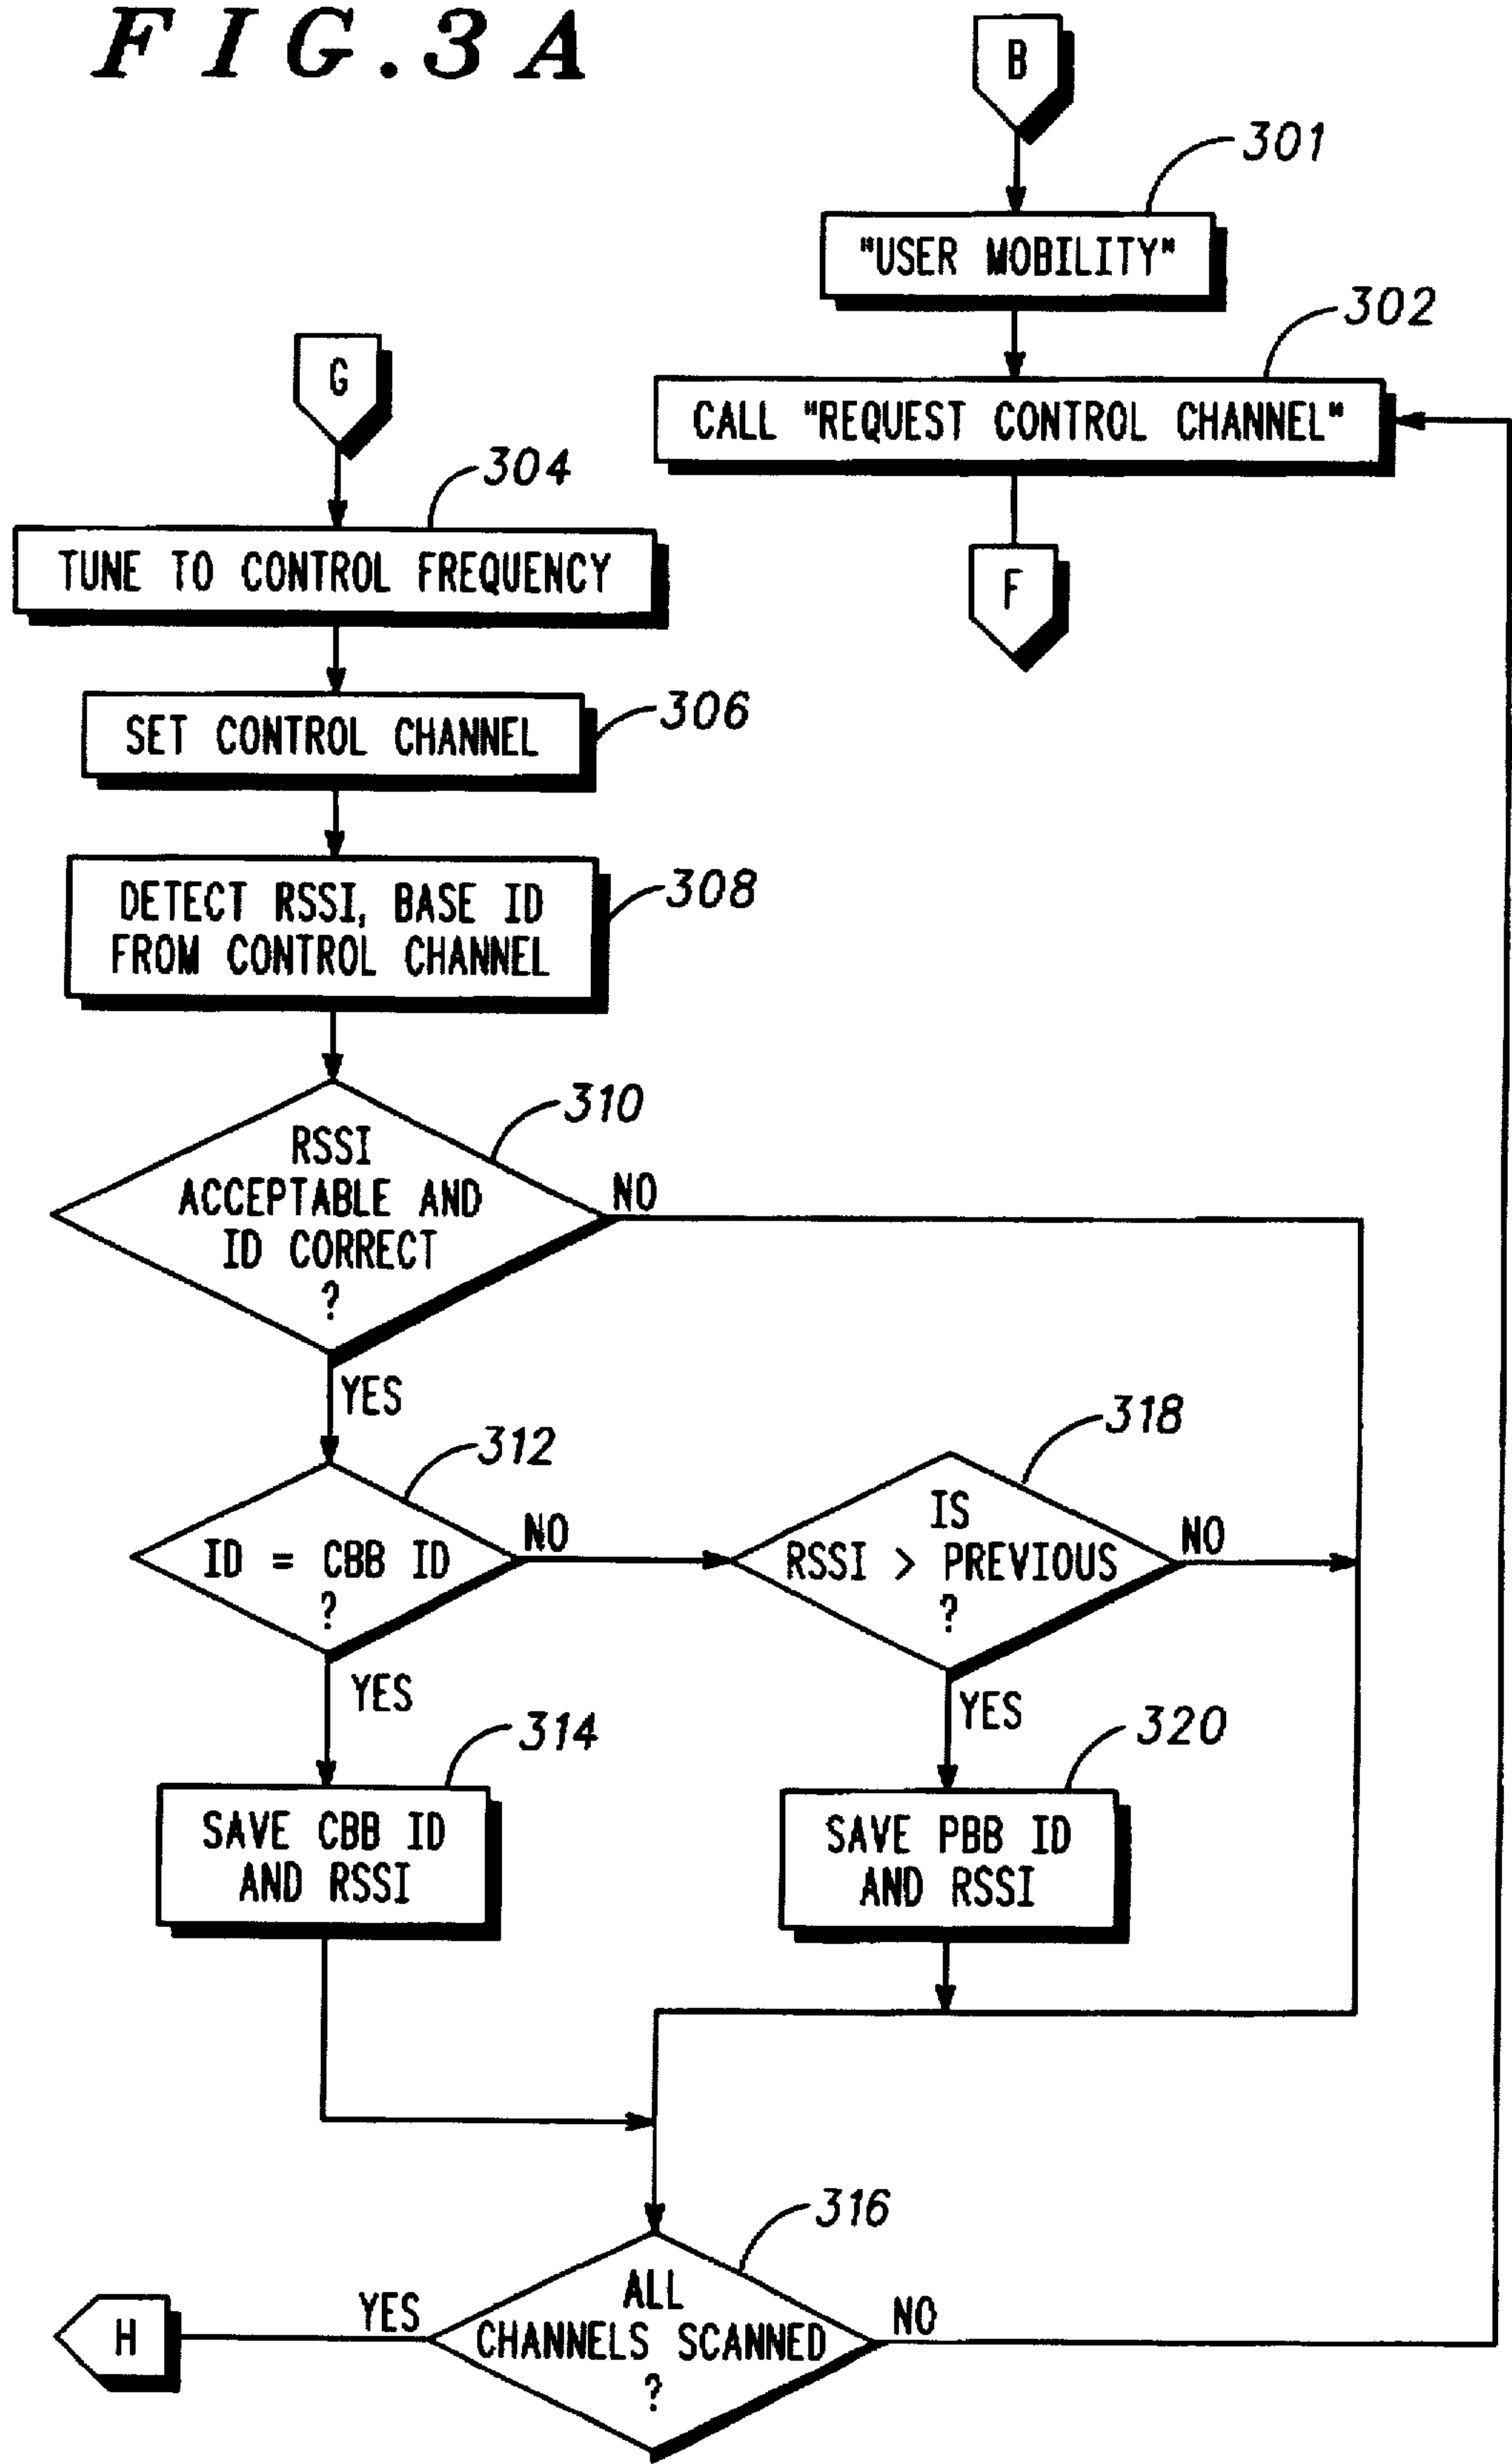 FIG.3A
B
301
"USER MOBILITY"
302
CALL "REQUEST CONTROL CHANNEL"
F
G
304
TUNE TO CONTROL FREQUENCY
306
SET CONTROL CHANNEL
308
DETECT RSSI, BASE ID
FROM CONTROL CHANNEL
310
RSSI
ACCEPTABLE AND
ID CORRECT
?
NO
YES
312
ID = CBB ID
?
NO
YES
318
IS
RSSI > PREVIOUS
?
NO
YES
314
SAVE CBB ID
AND RSSI
320
SAVE PBB ID
AND RSSI
316
ALL
CHANNELS SCANNED
?
YES
NO
H